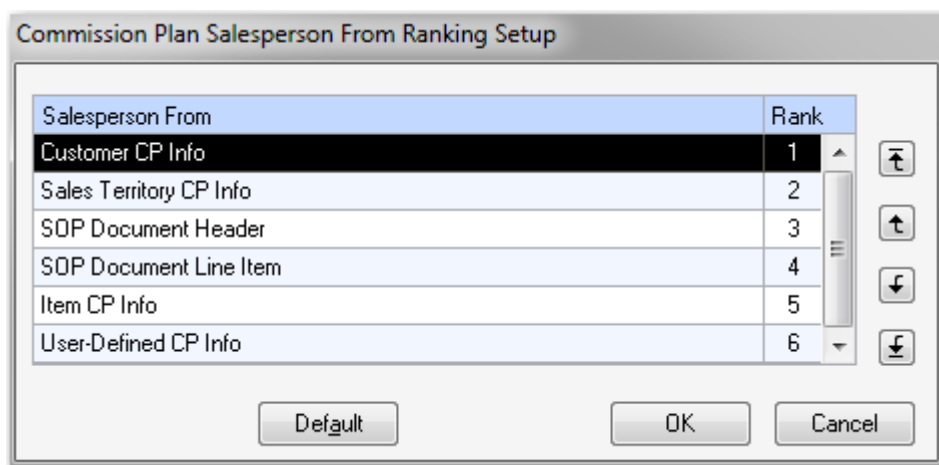 Commission Plan Salesperson From Ranking Setup
Salesperson From Rank
Customer CP Info 1
Sales Territory CP Info 2
SOP Document Header 3
SOP Document Line Item 4
Item CP Info 5
User-Defined CP Info 6
Default OK Cancel